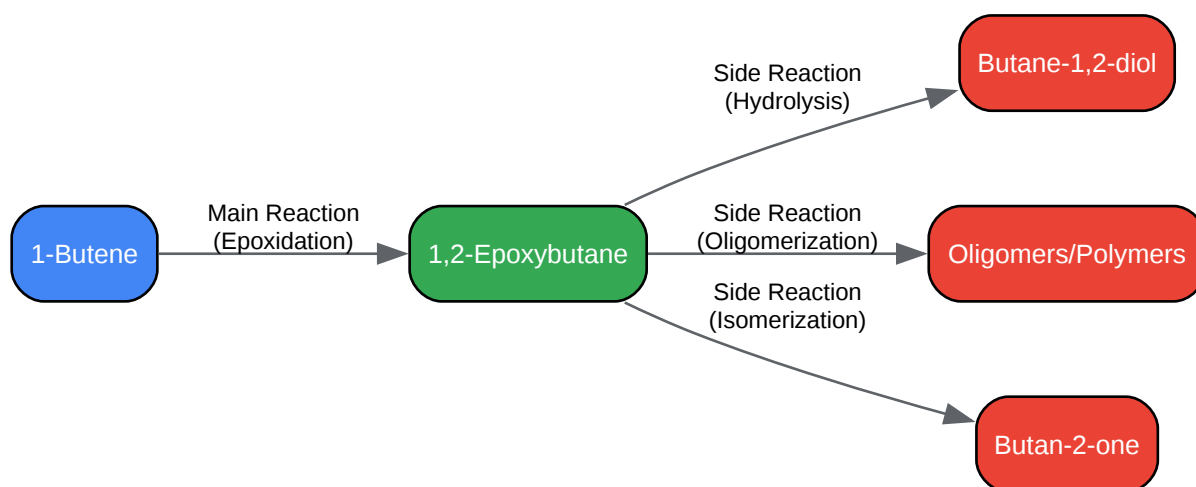 1-Butene
Main Reaction
(Epoxidation)
1,2-Epoxybutane
Side Reaction
(Hydrolysis)
Butane-1,2-diol
Side Reaction
(Oligomerization)
Oligomers/Polymers
Side Reaction
(Isomerization)
Butan-2-one